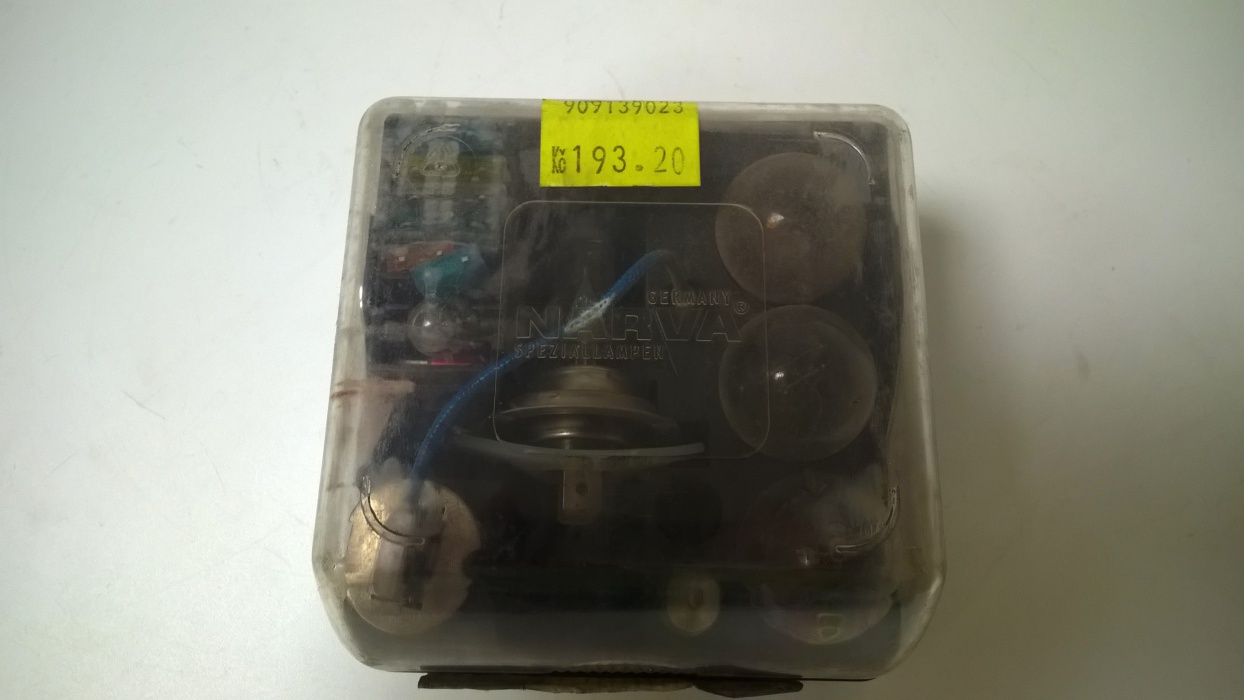 909139023
Kč 193.20
GERMANY
NARVA®
SPEZIALLAMPEN